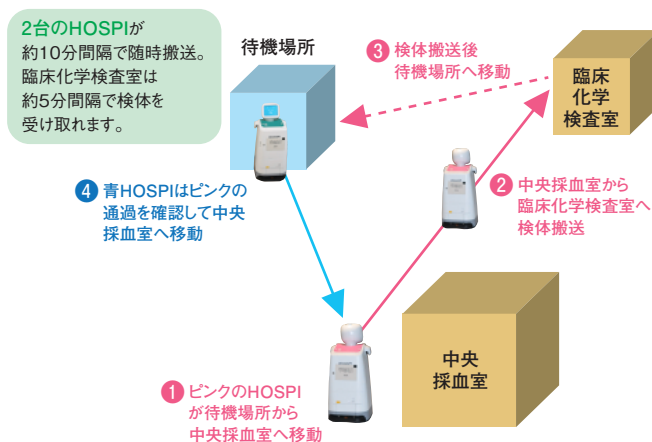 2台のHOSPIが
約10分間隔で随時搬送。
臨床化学検査室は
約5分間隔で検体を
受け取れます。
待機場所
3 検体搬送後
待機場所へ移動
臨床
化学
検査室
4 青HOSPIはピンクの
通過を確認して中央
採血室へ移動
2 中央採血室から
臨床化学検査室へ
検体搬送
中央
採血室
1 ピンクのHOSPI
が待機場所から
中央採血室へ移動